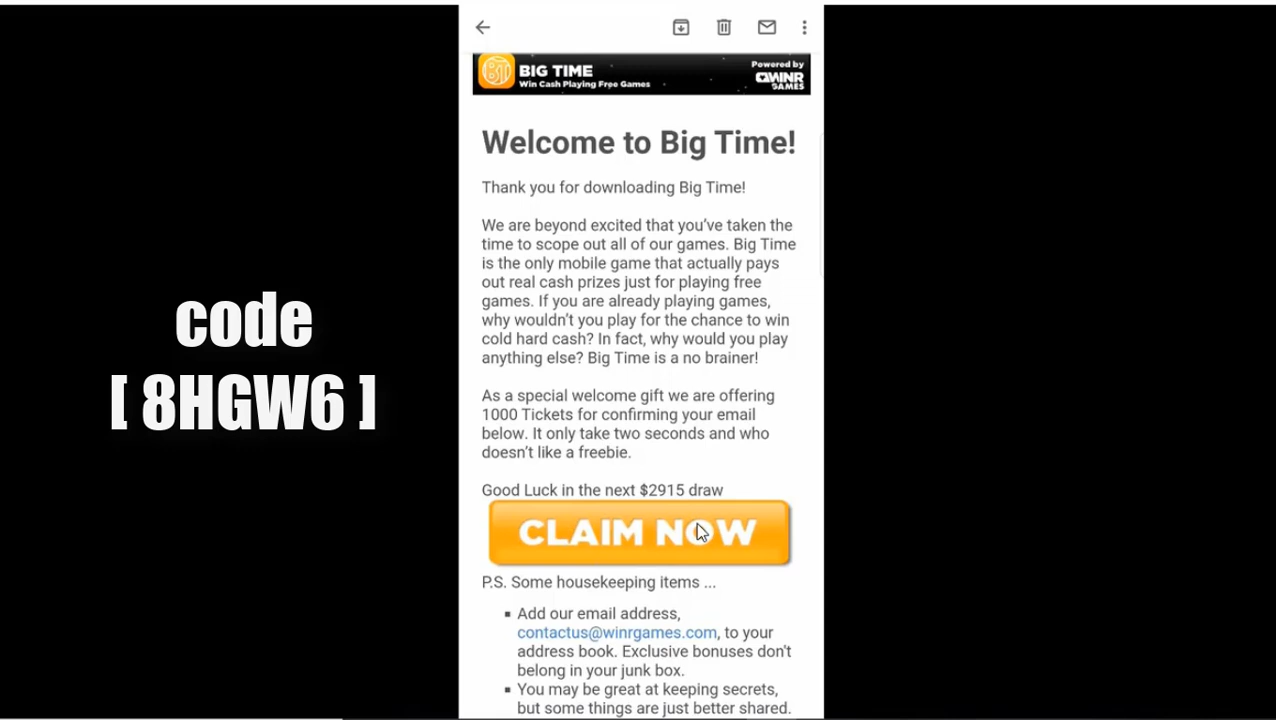 BIG TIME
Win Cash Playing Free Games
Powered by
WINR
GAMES
Welcome to Big Time!
Thank you for downloading Big Time!
We are beyond excited that you've taken the
time to scope out all of our games. Big Time
is the only mobile game that actually pays
out real cash prizes just for playing free
games. If you are already playing games,
why wouldn't you play for the chance to win
cold hard cash? In fact, why would you play
anything else? Big Time is a no brainer!
As a special welcome gift we are offering
1000 Tickets for confirming your email
below. It only take two seconds and who
doesn't like a freebie.
Good Luck in the next $2915 draw
CLAIM NOW
P.S. Some housekeeping items ...
▪ Add our email address,
contactus@winrgames.com, to your
address book. Exclusive bonuses don't
belong in your junk box.
▪ You may be great at keeping secrets,
but some things are just better shared.
code
[ 8HGW6 ]